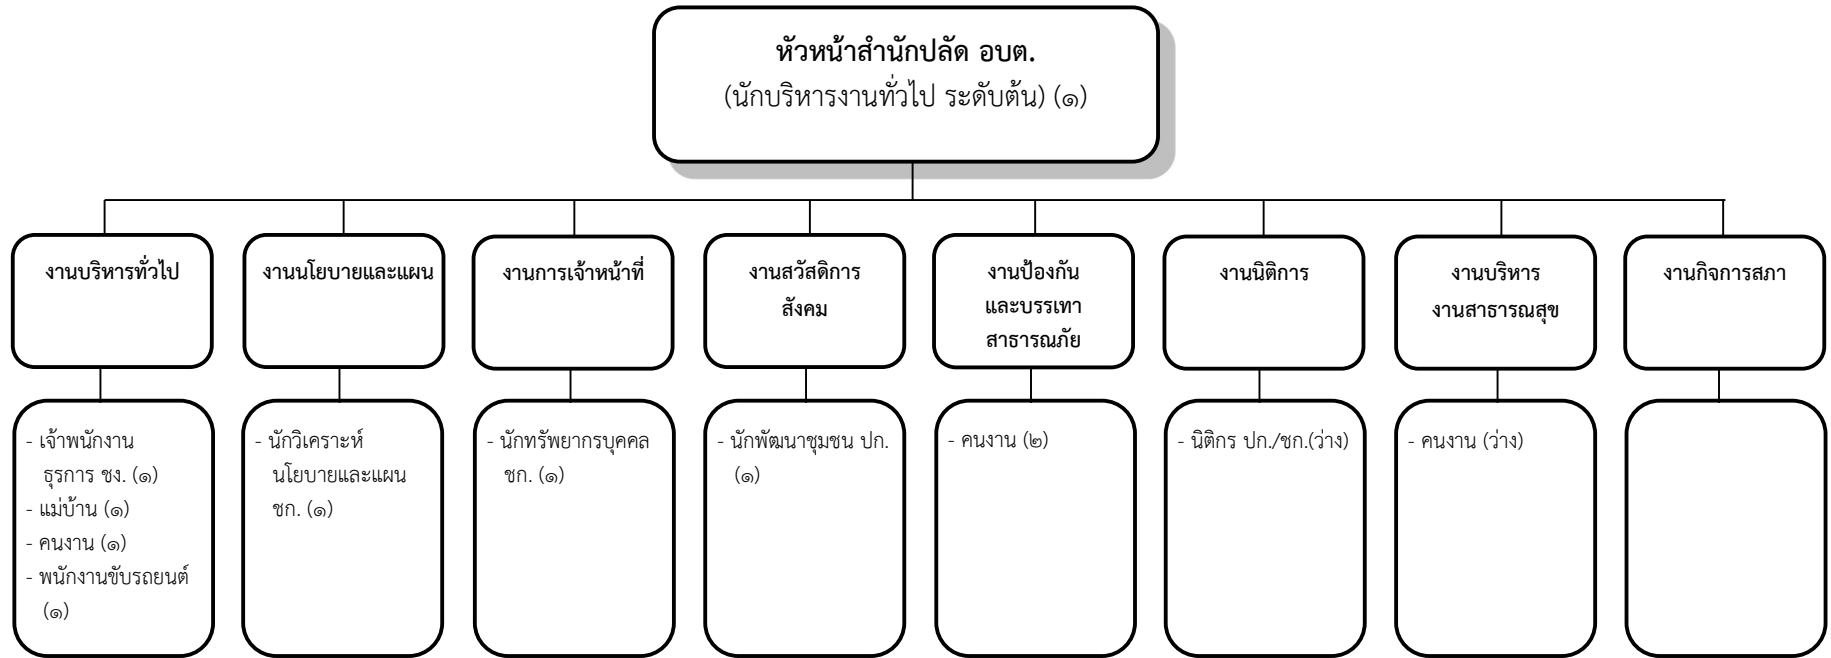 หัวหน้าสำนักปลัด อบต.
(นักบริหารงานทั่วไป ระดับต้น) (๑)
งานบริหารทั่วไป
งานนโยบายและแผน
งานการเจ้าหน้าที่
งานสวัสดิการ
สังคม
งานป้องกัน
และบรรเทา
สาธารณภัย
งานนิติการ
งานบริหาร
งานสาธารณสุข
งานกิจการสภา
- เจ้าพนักงาน
ธุรการ ชง. (๑)
- แม่บ้าน (๑)
- คนงาน (๑)
- พนักงานขับรถยนต์
(๑)
- นักวิเคราะห์
นโยบายและแผน
ชก. (๑)
- นักทรัพยากรบุคคล
ชก. (๑)
- นักพัฒนาชุมชน ปก.
(๑)
- คนงาน (๒)
- นิติกร ปก./ชก.(ว่าง)
- คนงาน (ว่าง)